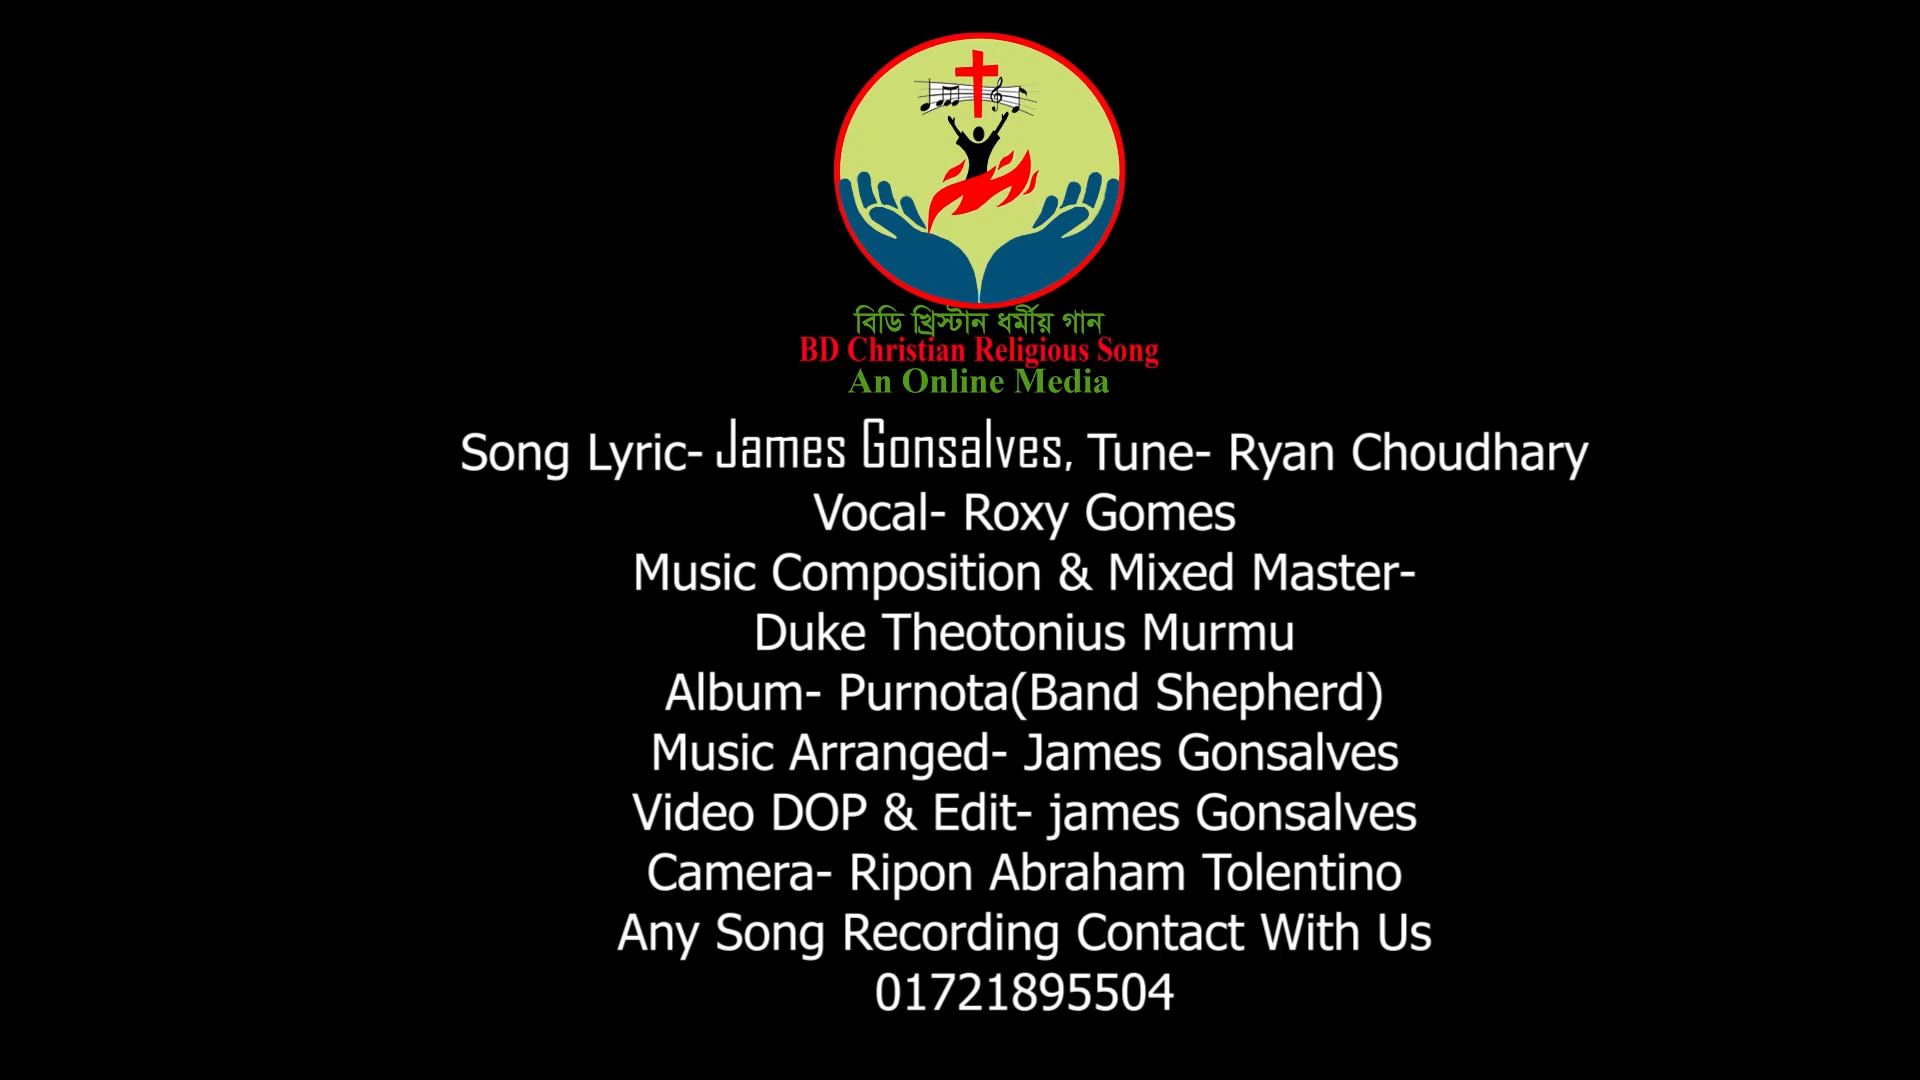 বিডি খ্রিস্টান ধর্মীয় গান
BD Christian Religious Song
An Online Media
Song Lyric- James Gonsalves, Tune- Ryan Choudhary
Vocal- Roxy Gomes
Music Composition & Mixed Master-
Duke Theotonius Murmu
Album- Purnota(Band Shepherd)
Music Arranged- James Gonsalves
Video DOP & Edit- james Gonsalves
Camera- Ripon Abraham Tolentino
Any Song Recording Contact With Us
01721895504